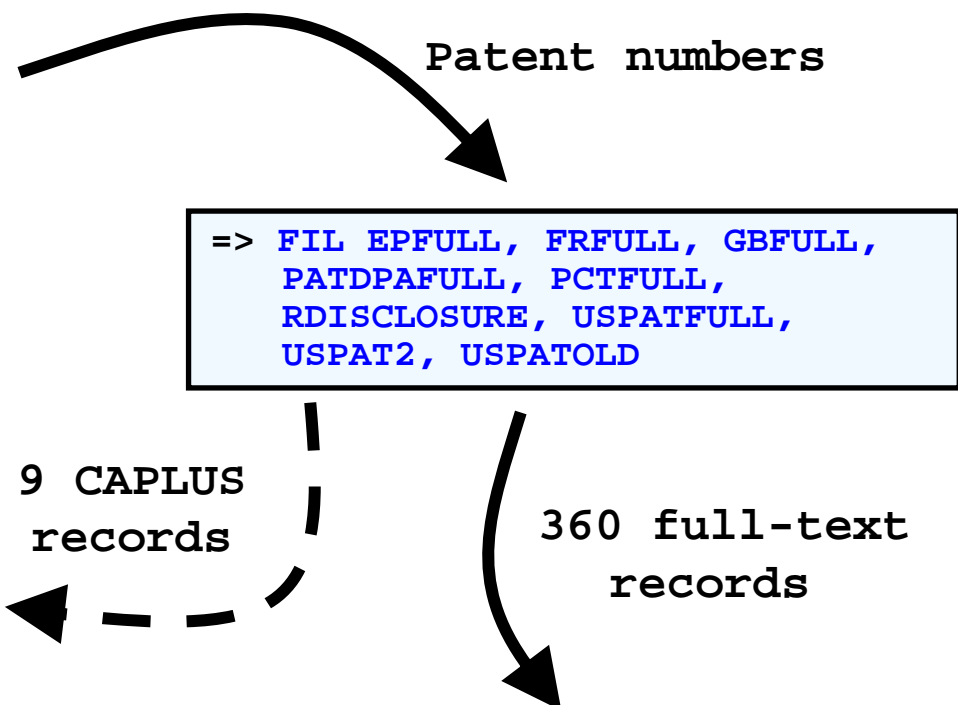 Patent numbers
=> FIL EPFULL, FRFULL, GBFULL,
PATDPAFULL, PCTFULL,
RDISCLOSURE, USPATFULL,
USPAT2, USPATOLD
9 CAPLUS
records
360 full-text
records